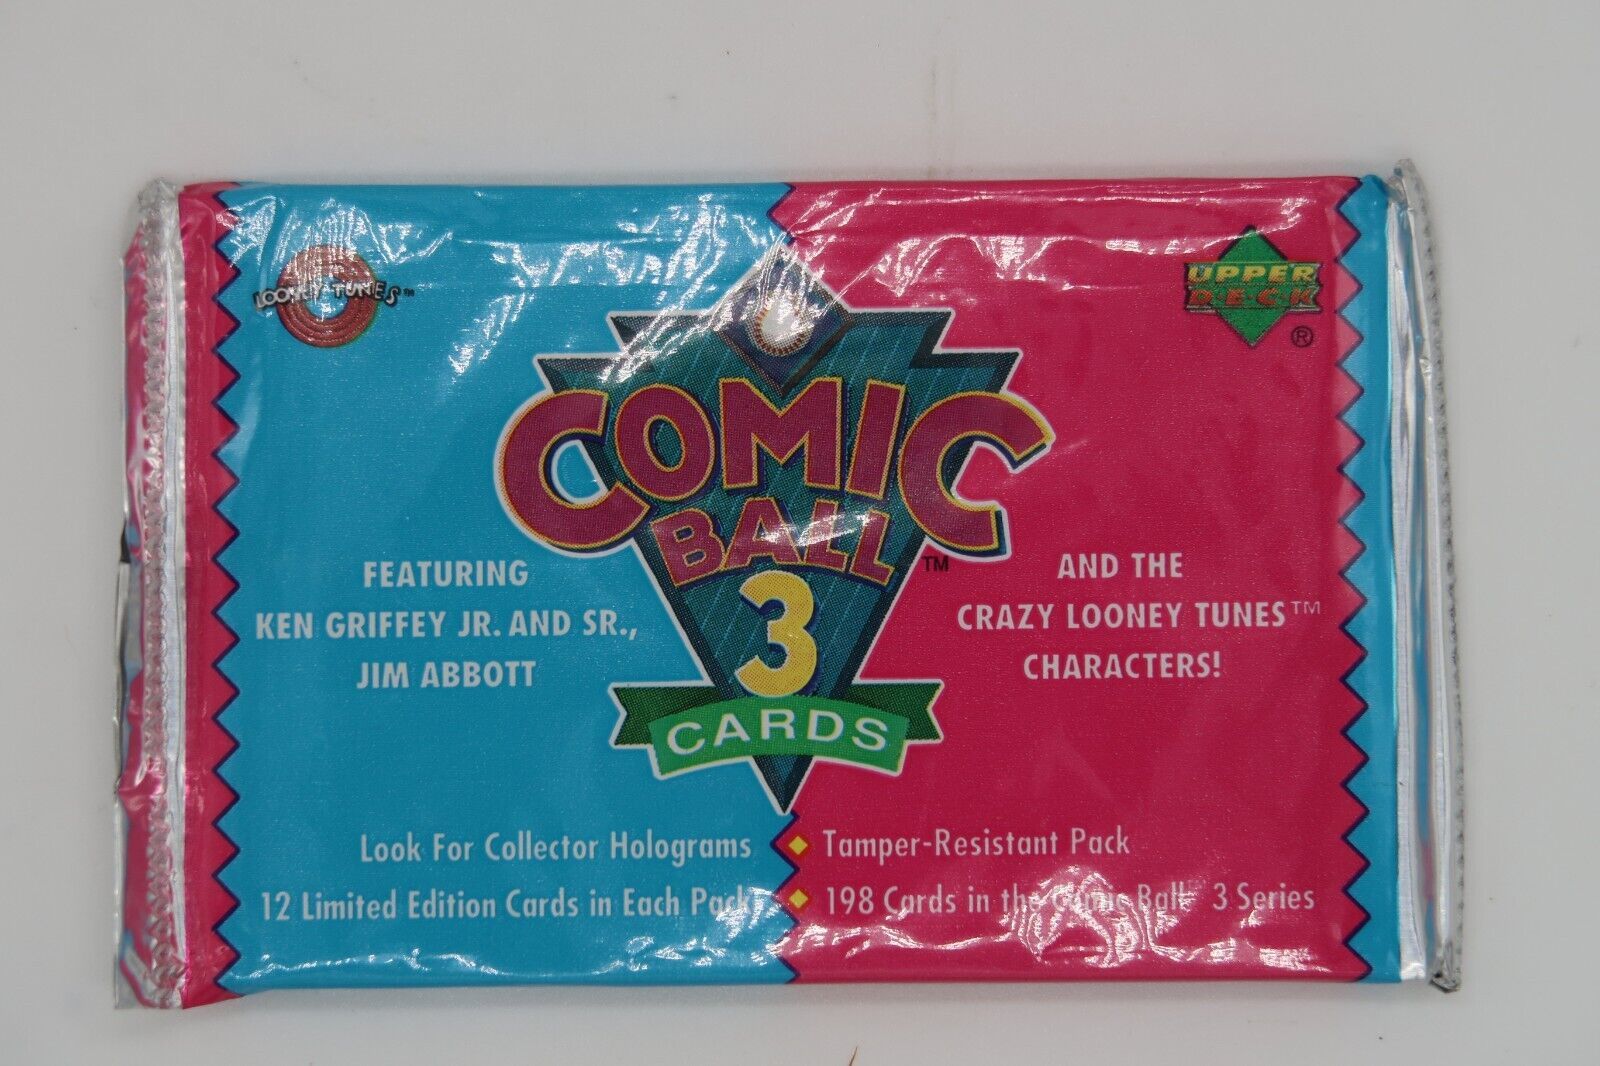 LOONEY TUNES™
UPPER
DECK
®
COMIC
BALL
™
3
CARDS
FEATURING
KEN GRIFFEY JR. AND SR.,
JIM ABBOTT
AND THE
CRAZY LOONEY TUNES™
CHARACTERS!
Look For Collector Holograms
Tamper-Resistant Pack
12 Limited Edition Cards in Each Pack
198 Cards in the Comic Ball 3 Series